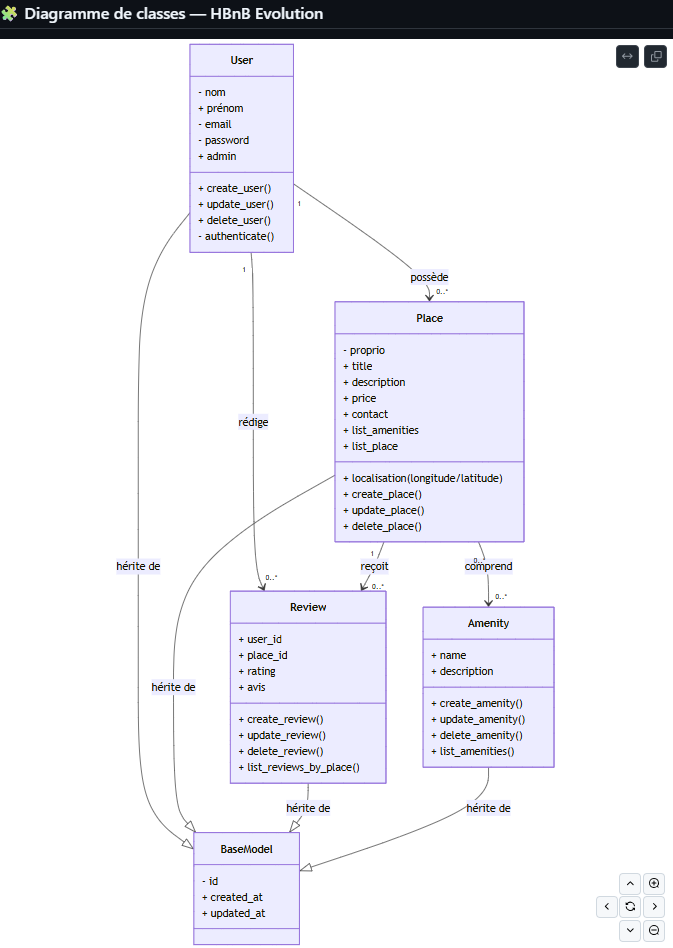 Diagramme de classes — HBnB Evolution
User
- nom
+ prénom
- email
- password
+ admin
+ create_user()
+ update_user()
+ delete_user()
- authenticate()
1
1
possède
0..*
Place
- proprio
+ title
+ description
+ price
+ contact
+ list_amenities
+ list_place
+ localisation(longitude/latitude)
+ create_place()
+ update_place()
+ delete_place()
rédige
hérite de
1
reçoit
0..*
comprend
0..*
0..*
0..*
Review
+ user_id
+ place_id
+ rating
+ avis
+ create_review()
+ update_review()
+ delete_review()
+ list_reviews_by_place()
Amenity
+ name
+ description
+ create_amenity()
+ update_amenity()
+ delete_amenity()
+ list_amenities()
hérite de
hérite de
hérite de
BaseModel
- id
+ created_at
+ updated_at